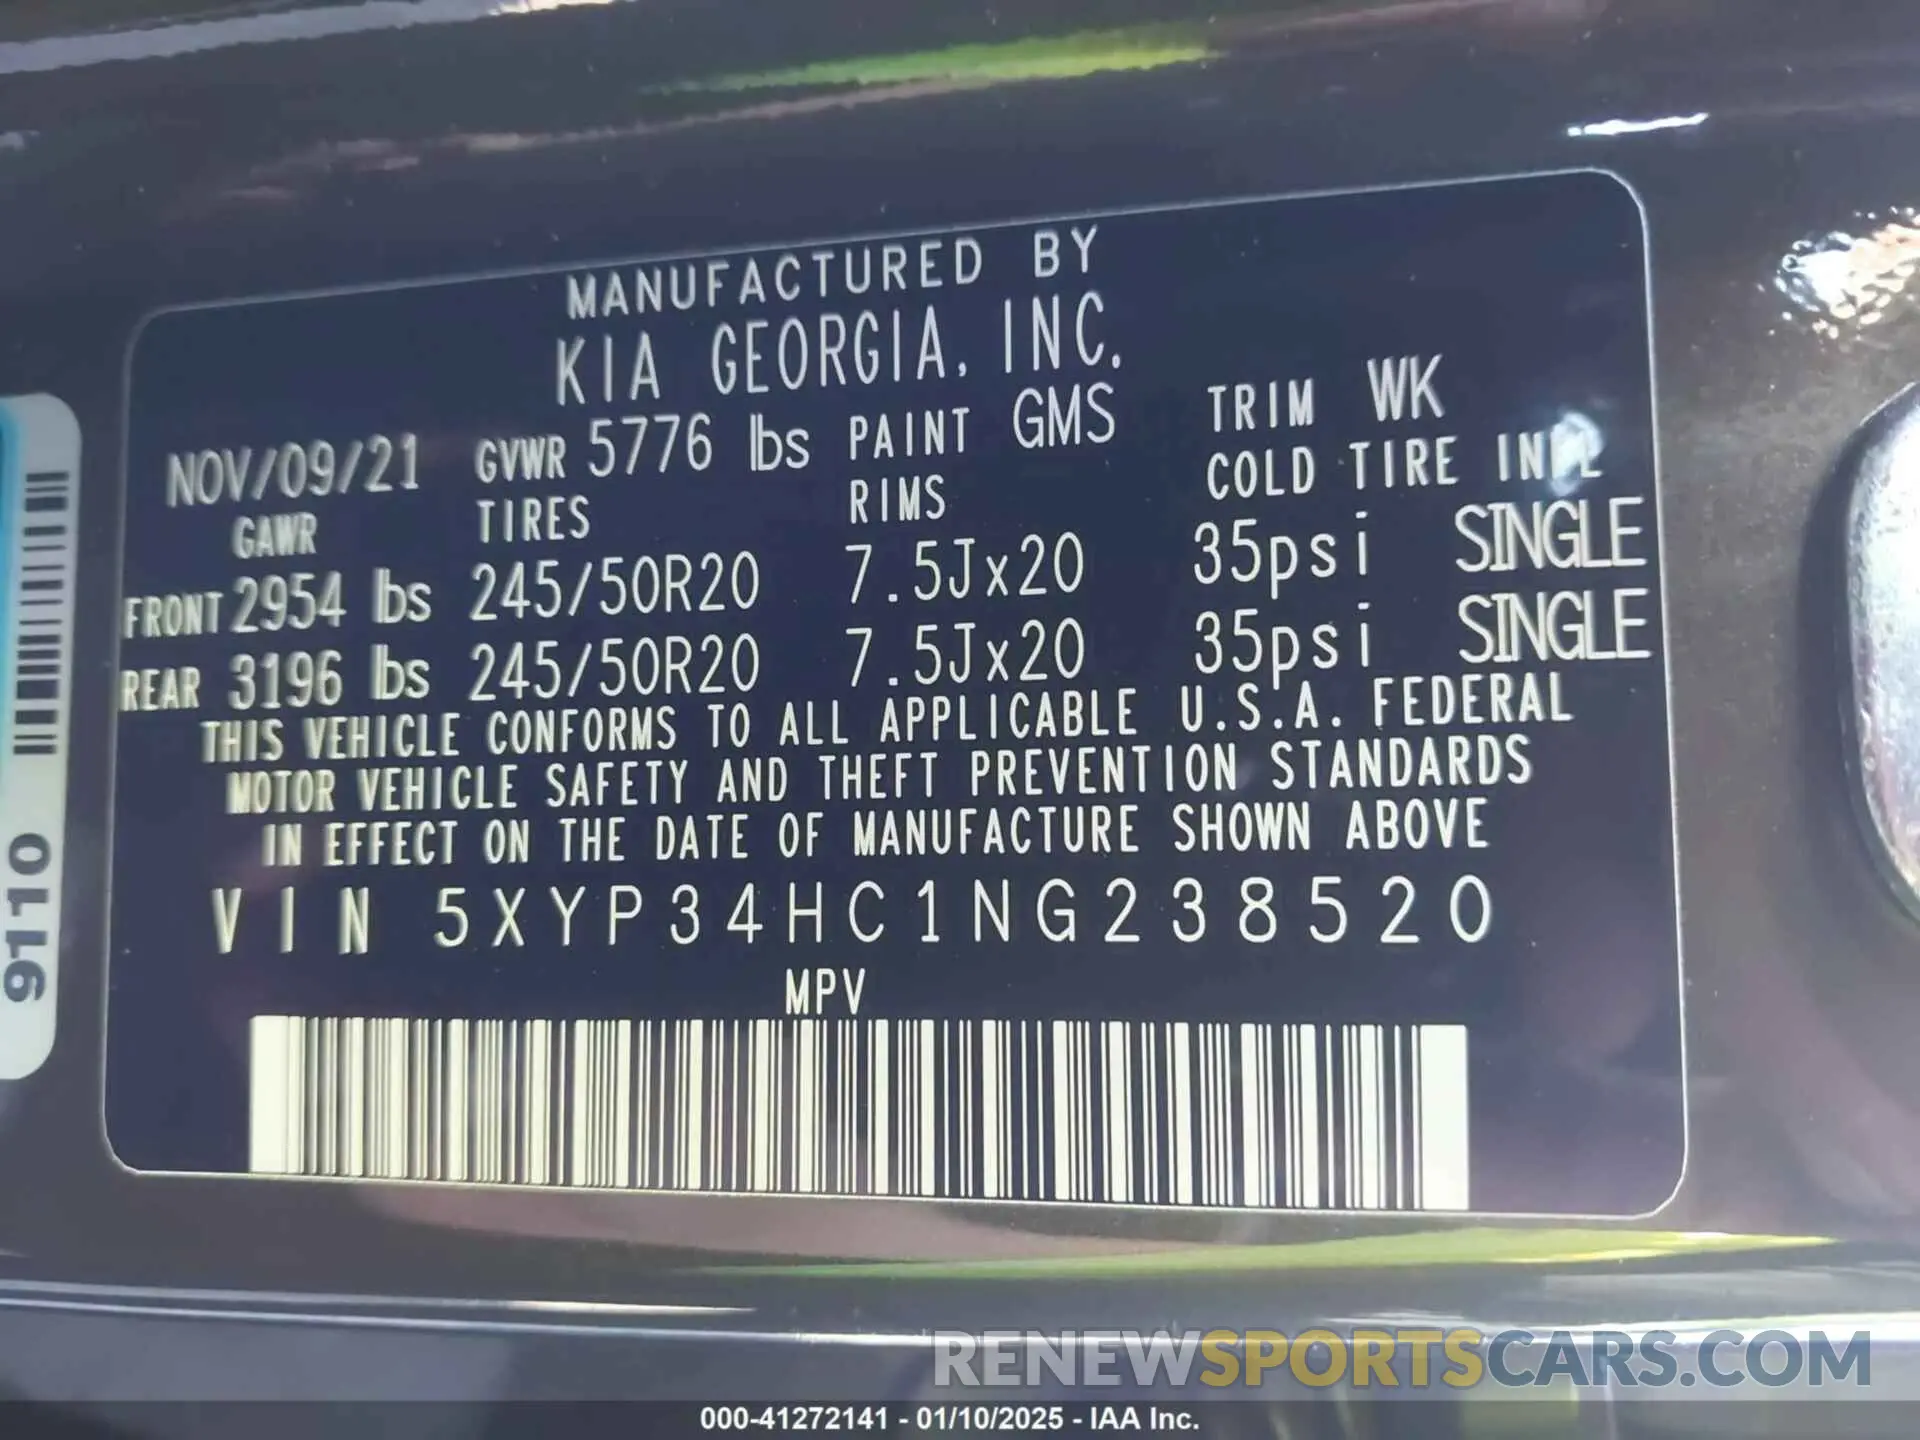 MANUFACTURED BY
KIA GEORGIA, INC.
NOV/09/21 GVWR 5776 lbs PAINT GMS TRIM WK
GAWR TIRES RIMS COLD TIRE INFL
FRONT 2954 lbs 245/50R20 7.5Jx20 35psi SINGLE
REAR 3196 lbs 245/50R20 7.5Jx20 35psi SINGLE
THIS VEHICLE CONFORMS TO ALL APPLICABLE U.S.A. FEDERAL
MOTOR VEHICLE SAFETY AND THEFT PREVENTION STANDARDS
IN EFFECT ON THE DATE OF MANUFACTURE SHOWN ABOVE
VIN 5XYP34HC1NG238520
MPV
9110
RENEWSPORTSCARS.COM
000-41272141 - 01/10/2025 - IAA Inc.